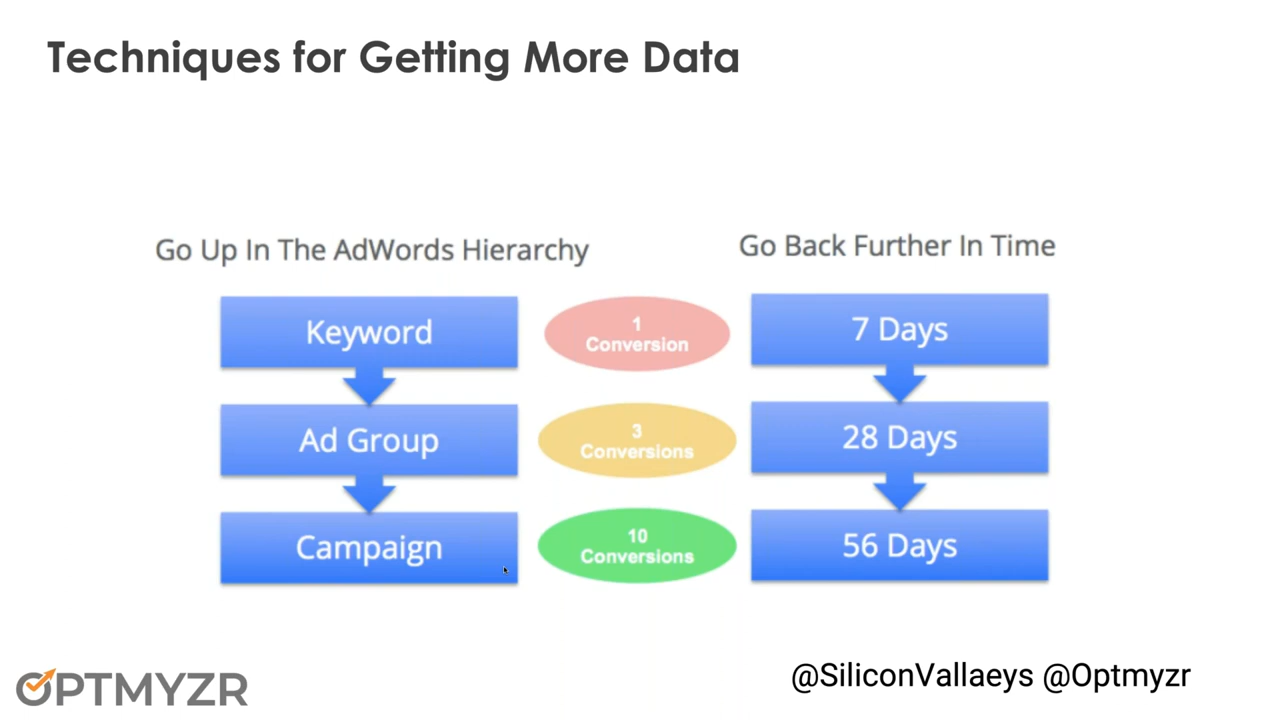 Techniques for Getting More Data
Go Up In The AdWords Hierarchy
Keyword
Ad Group
Campaign
1
Conversion
3
Conversions
10
Conversions
Go Back Further In Time
7 Days
28 Days
56 Days
OPTMYZR
@SiliconVallaeys @Optmyzr